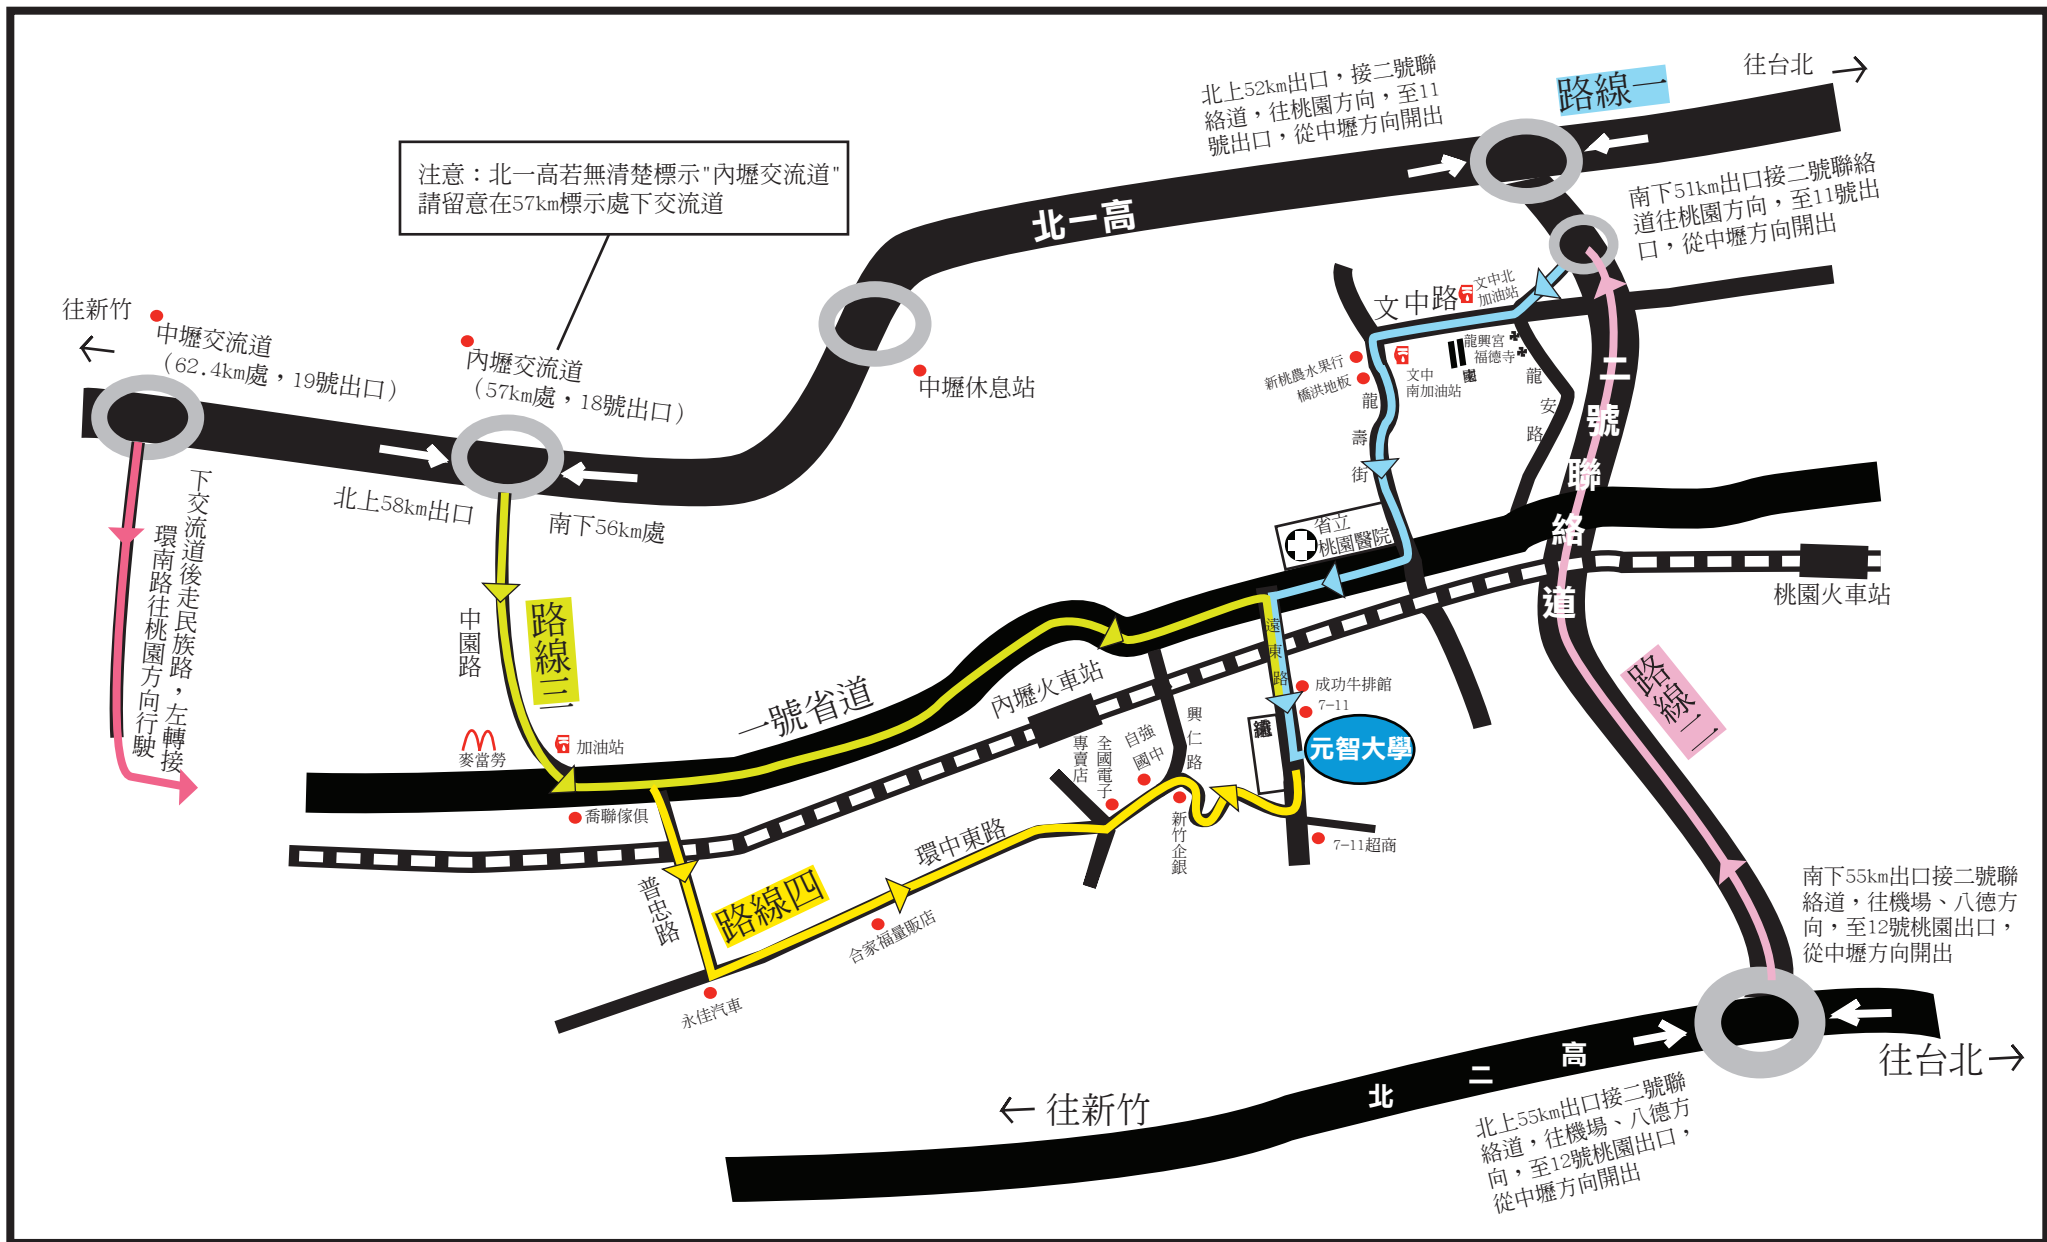 往台北
路線一
北上52km出口，接二號聯
絡道，往桃園方向，至11
號出口，從中壢方向開出
注意：北一高若無清楚標示"內壢交流道"
請留意在57km標示處下交流道
北一高
南下51km出口接二號聯絡
道往桃園方向，至11號出
口，從中壢方向開出
往新竹
中壢交流道
（62.4km處，19號出口）
內壢交流道
（57km處，18號出口）
中壢休息站
文中路
文中北
加油站
龍興宮
福德寺
新桃農水果行
橋洪地板
文中
南加油站
龍安路
龍壽街
二號聯絡道
北上58km出口
南下56km處
下交流道後走民族路，左轉接
環南路往桃園方向行駛
省立
桃園醫院
桃園火車站
中園路
路線三
遠東路
路線二
一號省道
內壢火車站
成功牛排館
7-11
元智大學
麥當勞
加油站
全國電子
專賣店
自強
國中
興仁路
喬聯傢俱
新竹企銀
7-11超商
環中東路
普忠路
路線四
合家福量販店
永佳汽車
南下55km出口接二號聯
絡道，往機場、八德方
向，至12號桃園出口，
從中壢方向開出
往台北
北二高
往新竹
北上55km出口接二號聯
絡道，往機場、八德方
向，至12號桃園出口，
從中壢方向開出